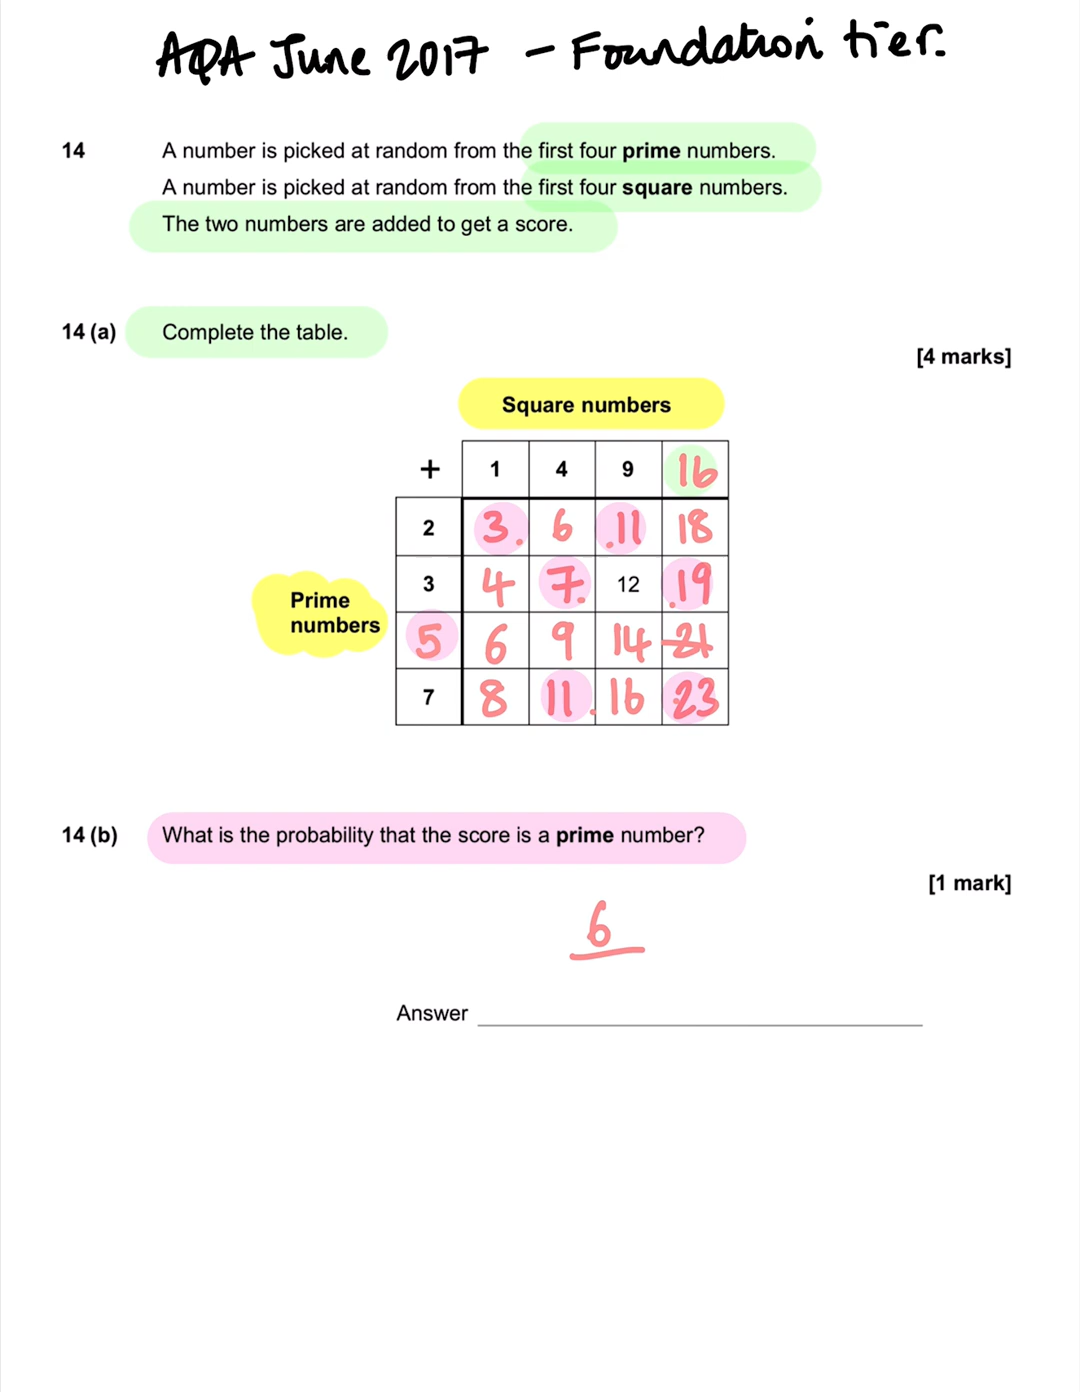 AQA June 2017 - Foundation tier.
14 A number is picked at random from the first four prime numbers.
A number is picked at random from the first four square numbers.
The two numbers are added to get a score.
14 (a) Complete the table.
[4 marks]
Square numbers
+ 1 4 9 16
2 3. 6 .11 18
3 4 7. 12 .19
Prime
numbers
5 6 9 14 21
7 8 11. 16 23
14 (b) What is the probability that the score is a prime number?
[1 mark]
6
Answer